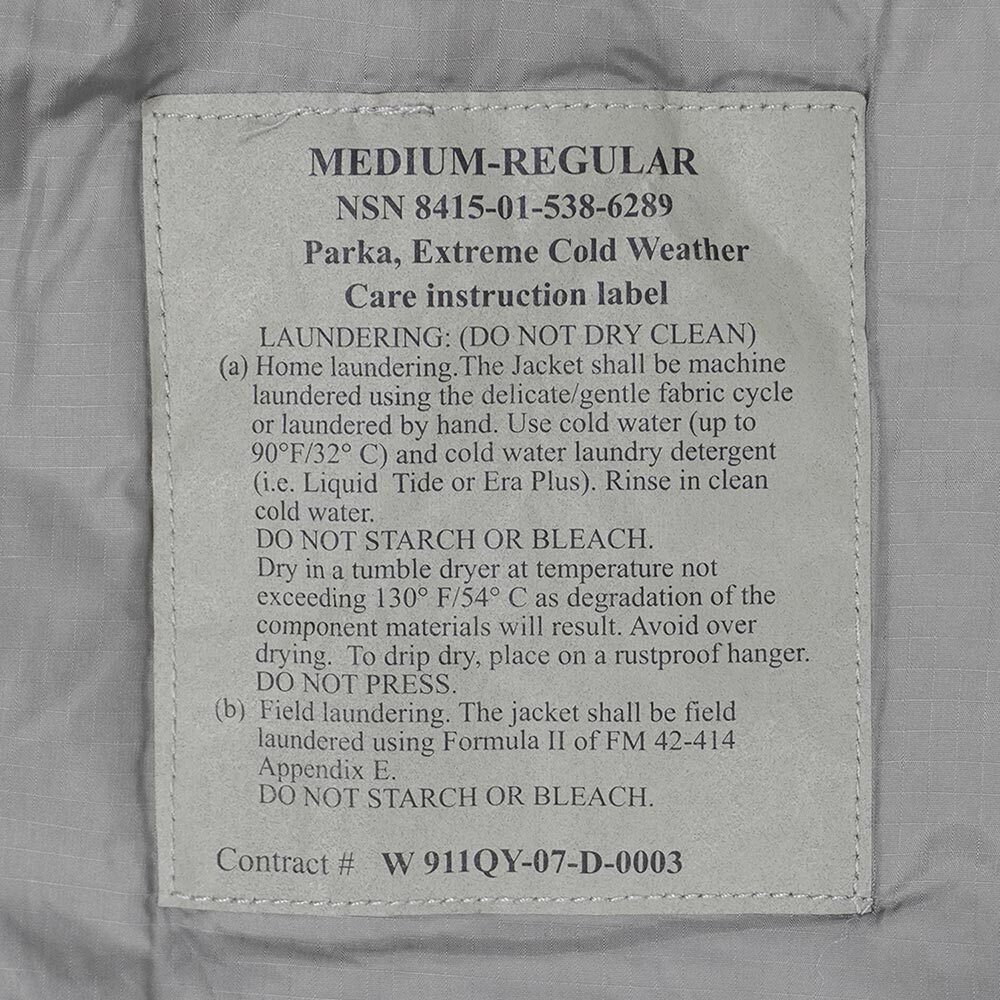 MEDIUM-REGULAR
NSN 8415-01-538-6289
Parka, Extreme Cold Weather
Care instruction label
LAUNDERING: (DO NOT DRY CLEAN)
(a) Home laundering.The Jacket shall be machine
laundered using the delicate/gentle fabric cycle
or laundered by hand. Use cold water (up to
90°F/32° C) and cold water laundry detergent
(i.e. Liquid Tide or Era Plus). Rinse in clean
cold water.
DO NOT STARCH OR BLEACH.
Dry in a tumble dryer at temperature not
exceeding 130° F/54° C as degradation of the
component materials will result. Avoid over
drying. To drip dry, place on a rustproof hanger.
DO NOT PRESS.
(b) Field laundering. The jacket shall be field
laundered using Formula II of FM 42-414
Appendix E.
DO NOT STARCH OR BLEACH.
Contract # W 911QY-07-D-0003